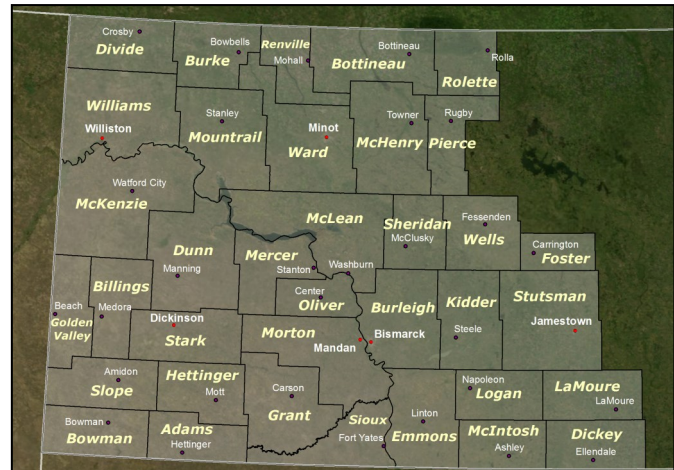 Crosby
Divide
Bowbells
Burke
Renville
Mohall
Bottineau
Bottineau
Rolla
Rolette
Williams
Williston
Stanley
Mountrail
Minot
Ward
Towner
McHenry
Rugby
Pierce
Watford City
McKenzie
McLean
Sheridan
McClusky
Fessenden
Wells
Carrington
Foster
Dunn
Manning
Mercer
Stanton
Washburn
Center
Oliver
Billings
Medora
Beach
Golden
Valley
Dickinson
Stark
Morton
Mandan
Burleigh
Bismarck
Kidder
Steele
Stutsman
Jamestown
Amidon
Slope
Hettinger
Mott
Carson
Grant
Napoleon
Logan
LaMoure
LaMoure
Bowman
Bowman
Adams
Hettinger
Sioux
Fort Yates
Linton
Emmons
McIntosh
Ashley
Dickey
Ellendale